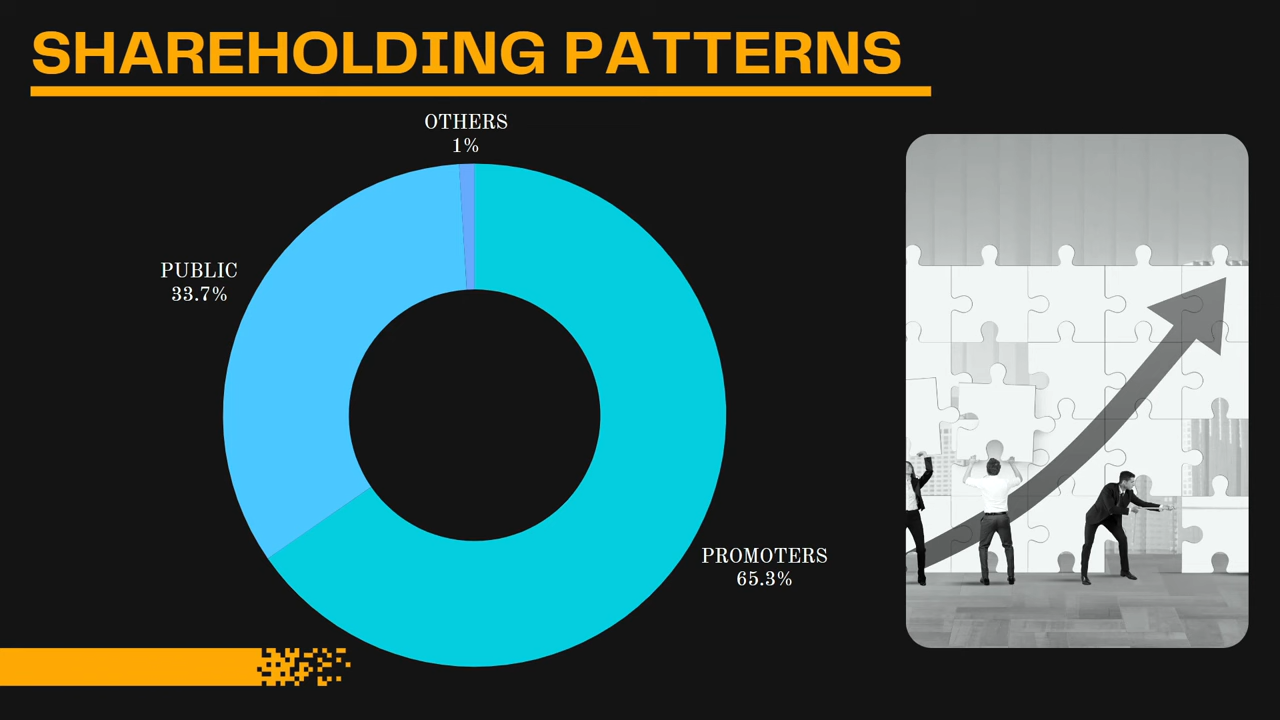 SHAREHOLDING PATTERNS
OTHERS
1%
PUBLIC
33.7%
PROMOTERS
65.3%